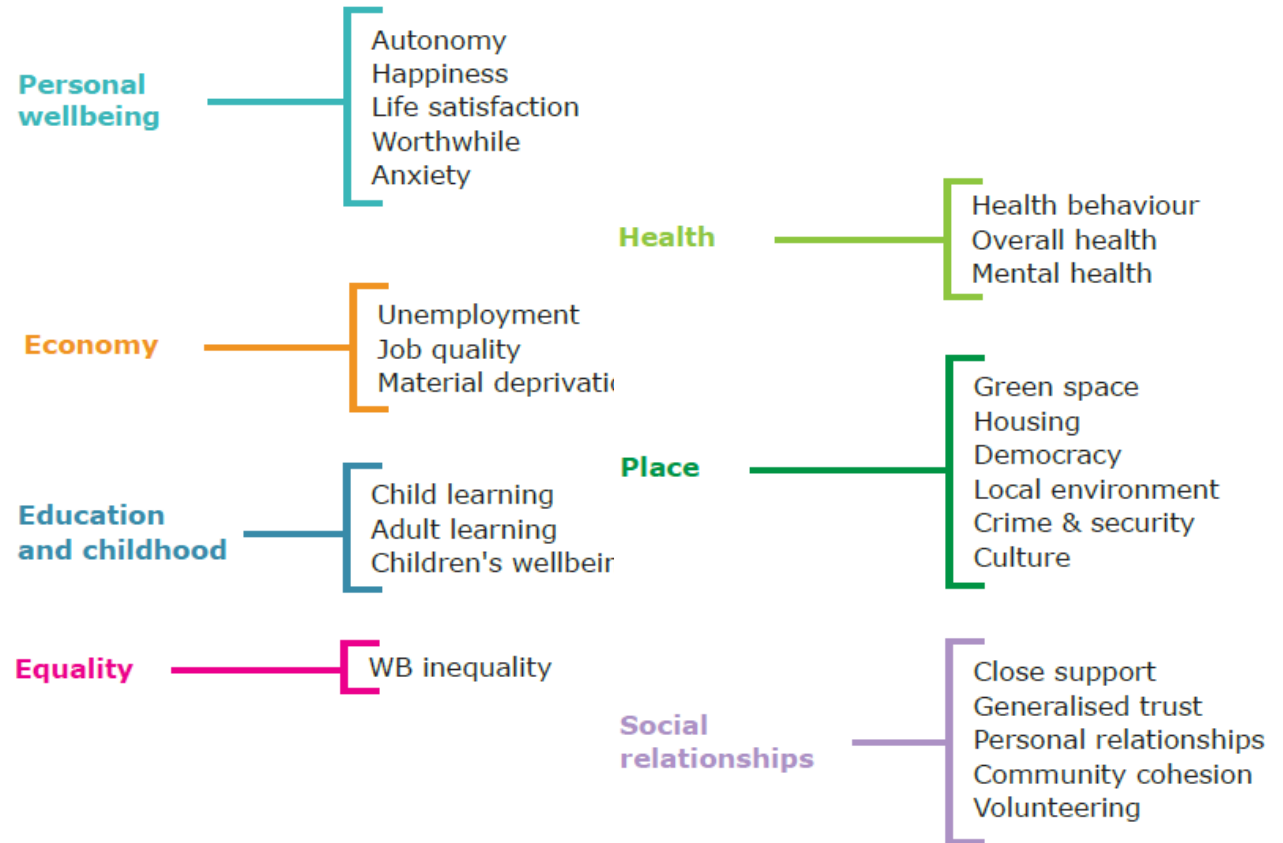 Personal
wellbeing
Autonomy
Happiness
Life satisfaction
Worthwhile
Anxiety
Economy
Unemployment
Job quality
Material deprivati
Education
and childhood
Child learning
Adult learning
Children's wellbein
Equality
WB inequality
Health
Health behaviour
Overall health
Mental health
Place
Green space
Housing
Democracy
Local environment
Crime & security
Culture
Social
relationships
Close support
Generalised trust
Personal relationships
Community cohesion
Volunteering